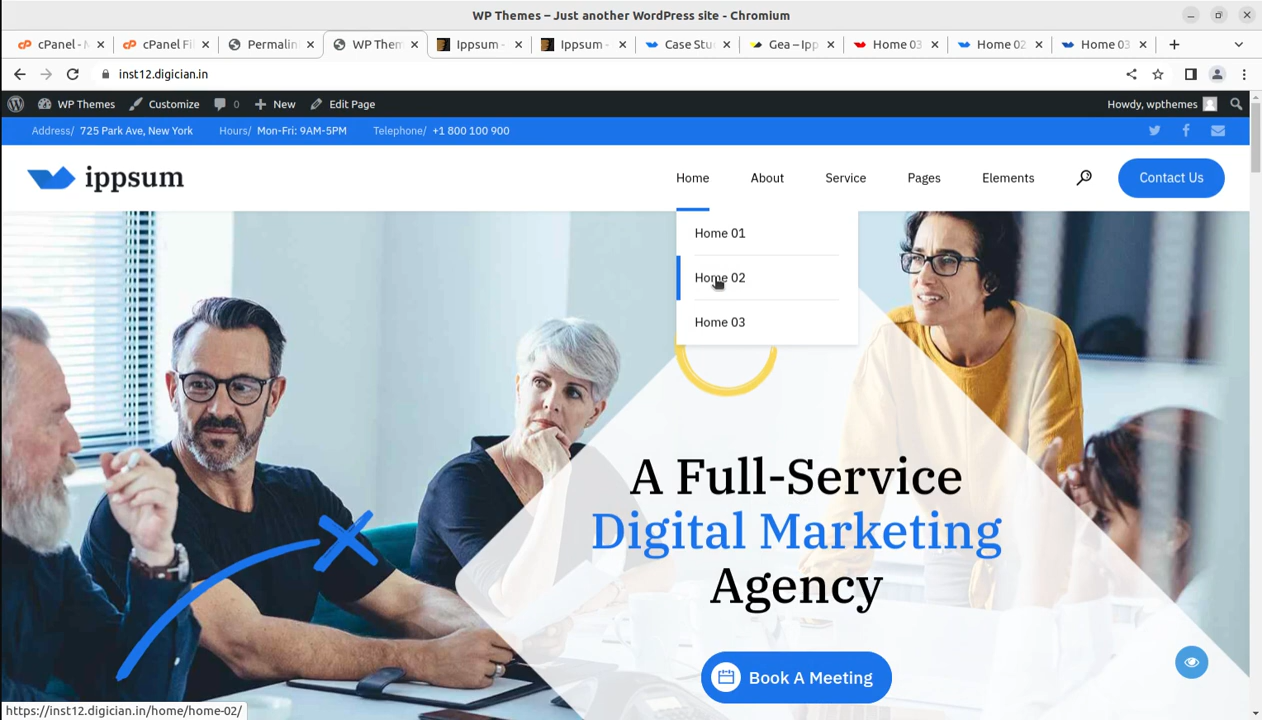 WP Themes – Just another WordPress site - Chromium
cPanel - M
cPanel Fi
Permalin
WP Them
Ippsum -
Ippsum -
Case Stu
Gea – Ipp
Home 03
Home 02
Home 03
inst12.digician.in
WP Themes
Customize
0
New
Edit Page
Howdy, wpthemes
Address/ 725 Park Ave, New York
Hours/ Mon-Fri: 9AM-5PM
Telephone/ +1 800 100 900
ippsum
Home
About
Service
Pages
Elements
Contact Us
Home 01
Home 02
Home 03
A Full-Service
Digital Marketing
Agency
Book A Meeting
https://inst12.digician.in/home/home-02/